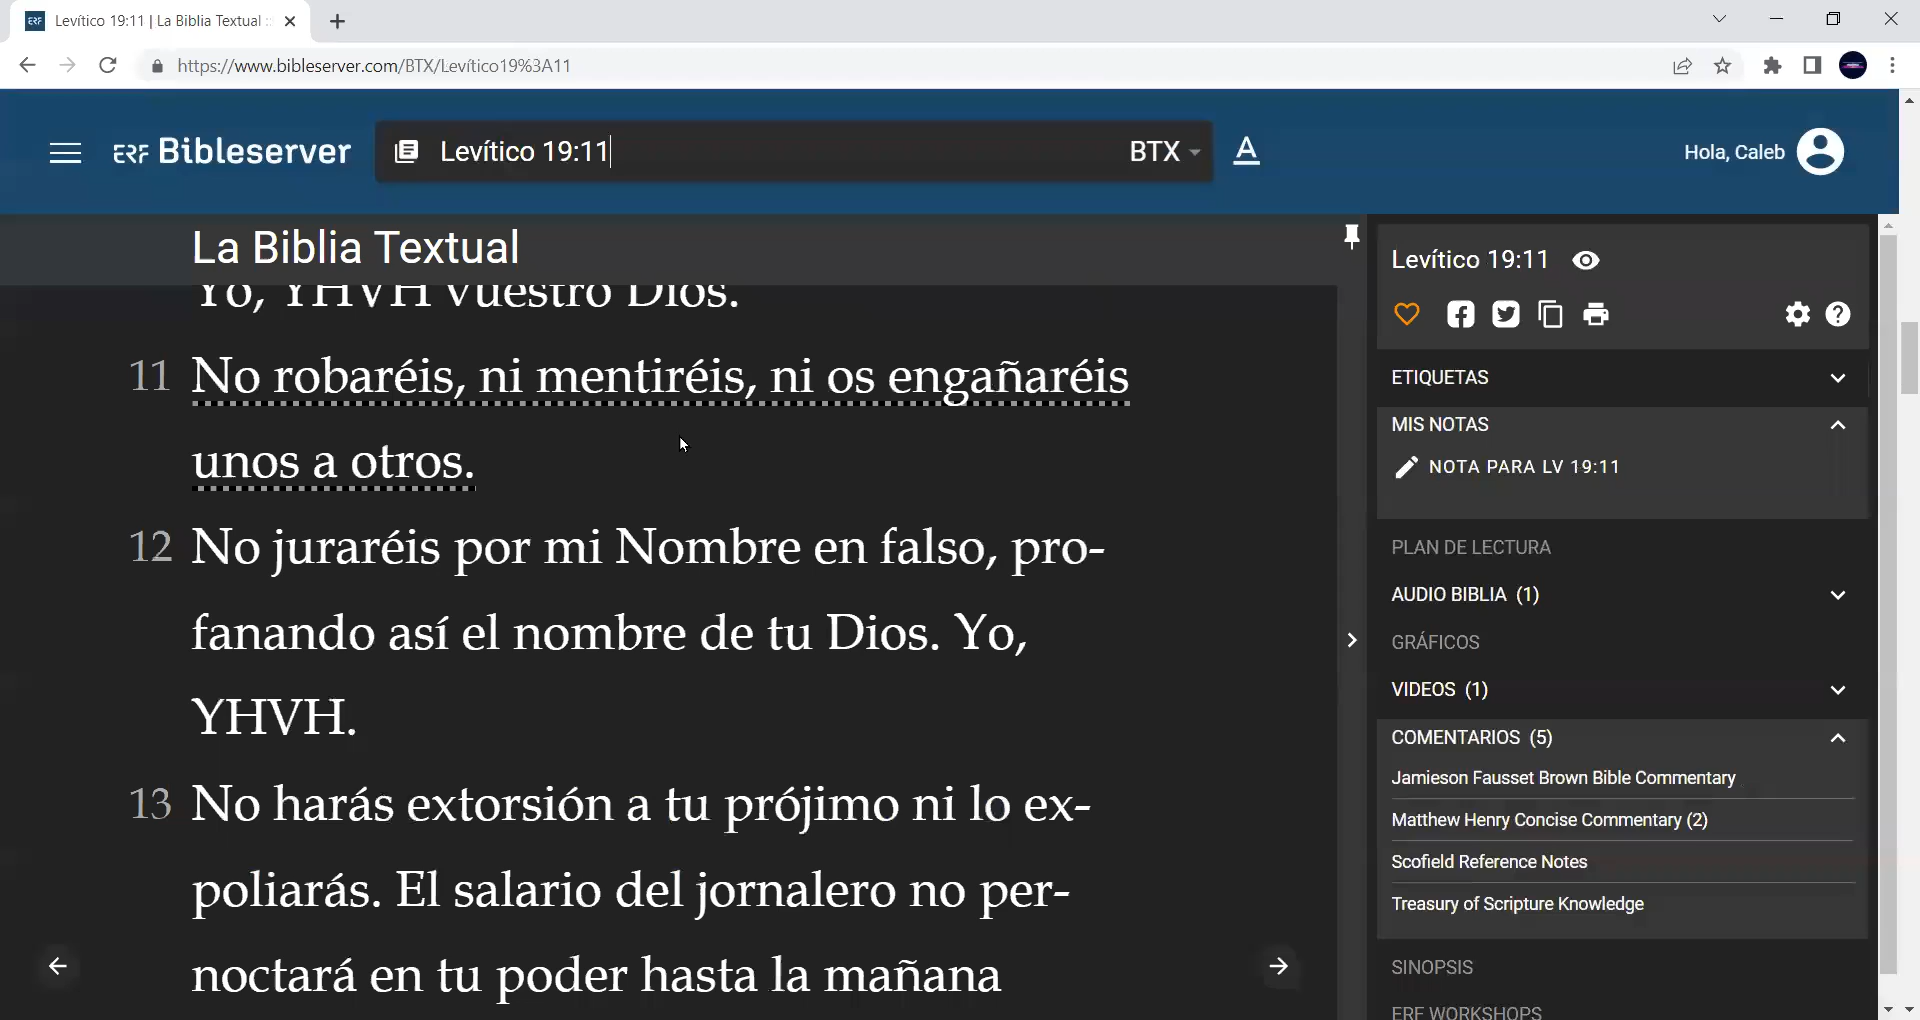 Levítico 19:11 | La Biblia Textual
https://www.bibleserver.com/BTX/Levítico19%3A11
ERF Bibleserver
Levítico 19:11
BTX
A
Hola, Caleb
La Biblia Textual
Yo, YHVH vuestro Dios.
11 No robaréis, ni mentiréis, ni os engañaréis
unos a otros.
12 No juraréis por mi Nombre en falso, pro-
fanando así el nombre de tu Dios. Yo,
YHVH.
13 No harás extorsión a tu prójimo ni lo ex-
poliarás. El salario del jornalero no per-
noctará en tu poder hasta la mañana
Levítico 19:11
ETIQUETAS
MIS NOTAS
NOTA PARA LV 19:11
PLAN DE LECTURA
AUDIO BIBLIA (1)
GRÁFICOS
VIDEOS (1)
COMENTARIOS (5)
Jamieson Fausset Brown Bible Commentary
Matthew Henry Concise Commentary (2)
Scofield Reference Notes
Treasury of Scripture Knowledge
SINOPSIS
ERF WORKSHOPS